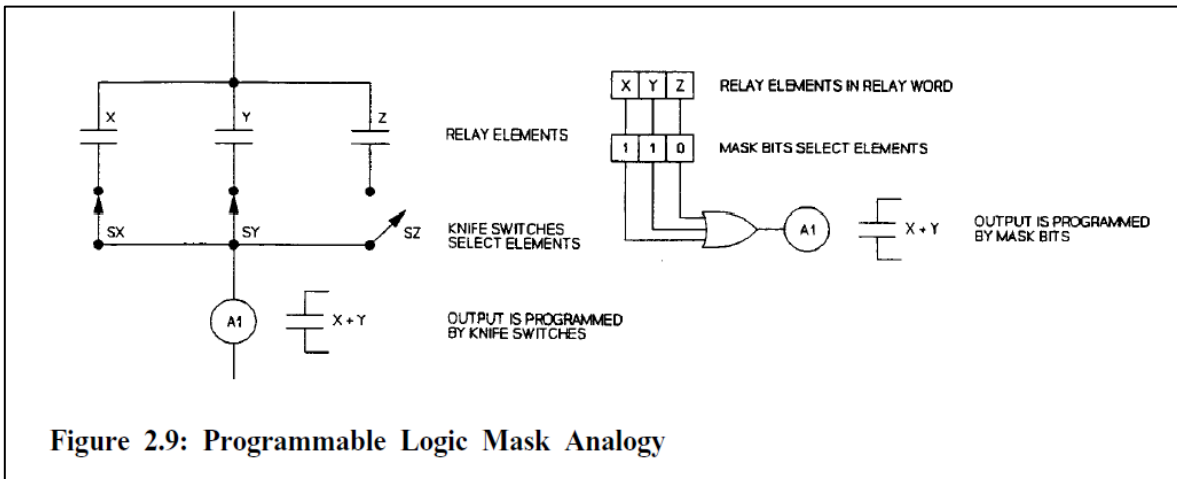 X
Y
Z
RELAY ELEMENTS
SX
SY
SZ
KNIFE SWITCHES
SELECT ELEMENTS
A1
X + Y
OUTPUT IS PROGRAMMED
BY KNIFE SWITCHES
X Y Z
RELAY ELEMENTS IN RELAY WORD
1 1 0
MASK BITS SELECT ELEMENTS
A1
X + Y
OUTPUT IS PROGRAMMED
BY MASK BITS
Figure 2.9: Programmable Logic Mask Analogy